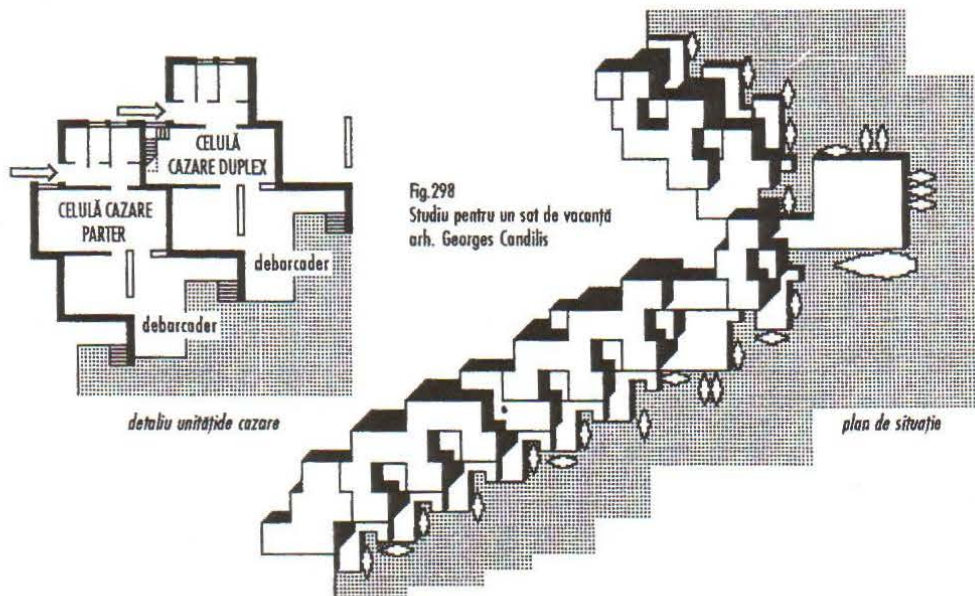 CELULĂ
CAZARE DUPLEX
CELULĂ CAZARE
PARTER
debarcader
debarcader
detaliu unitățide cazare
Fig.298
Studiu pentru un sat de vacanță
arh. Georges Candilis
plan de situație